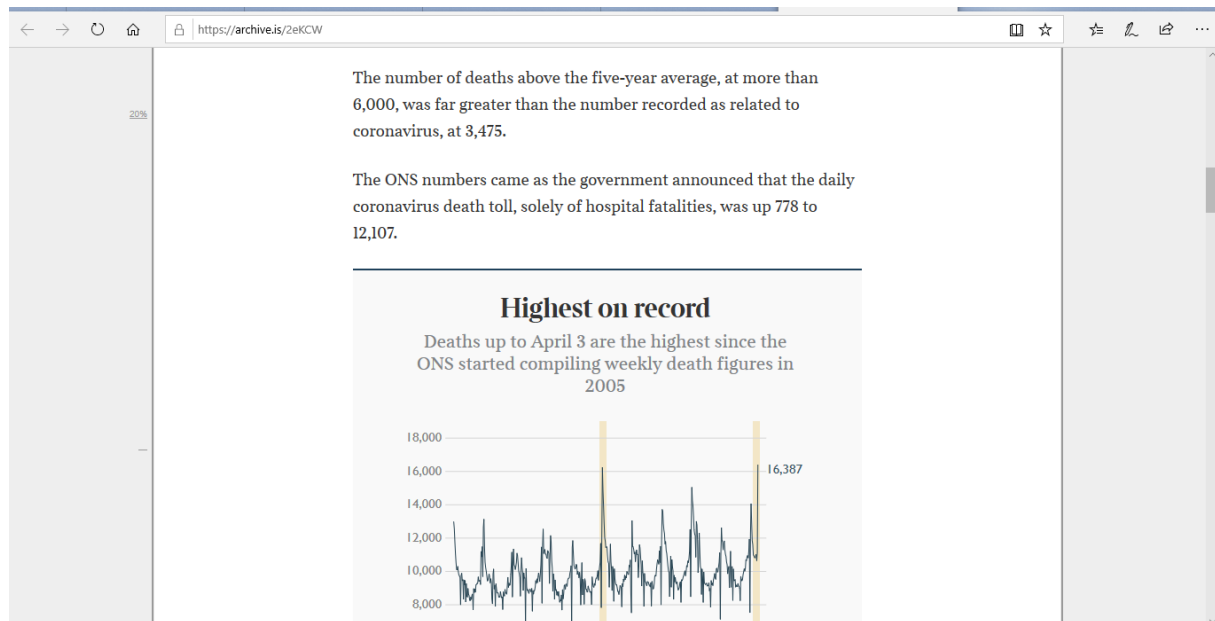 https://archive.is/2eKCW
20%
The number of deaths above the five-year average, at more than
6,000, was far greater than the number recorded as related to
coronavirus, at 3,475.
The ONS numbers came as the government announced that the daily
coronavirus death toll, solely of hospital fatalities, was up 778 to
12,107.
Highest on record
Deaths up to April 3 are the highest since the
ONS started compiling weekly death figures in
2005
18,000
16,000
16,387
14,000
12,000
10,000
8,000